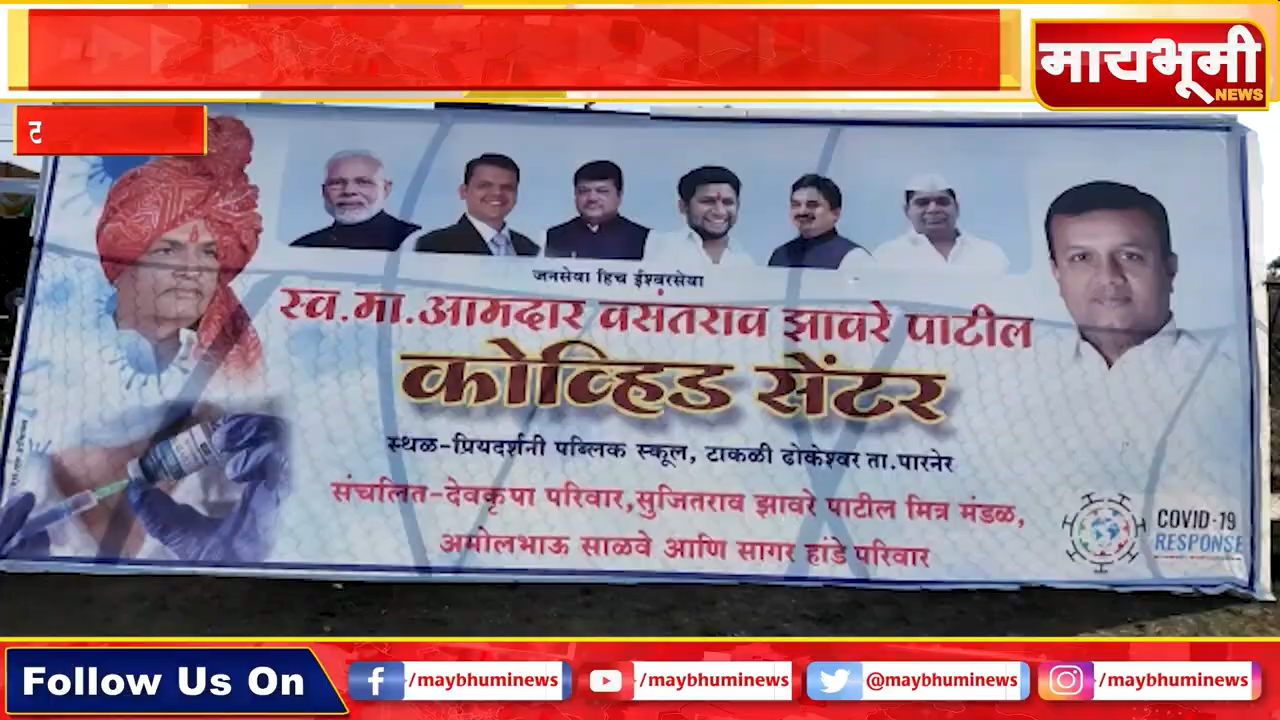 मायभूमी
NEWS
ट
जनसेवा हिच ईश्वरसेवा
स्व.मा.आमदार वसंतराव झावरे पाटील
कोव्हिड सेंटर
स्थळ-प्रियदर्शनी पब्लिक स्कूल, टाकळी ढोकेश्वर ता.पारनेर
संचलित-देवकृपा परिवार,सुजितराव झावरे पाटील मित्र मंडळ,
अमोलभाऊ साळवे आणि सागर हांडे परिवार
COVID-19
RESPONSE
Follow Us On
/maybhuminews
/maybhuminews
@maybhuminews
/maybhuminews